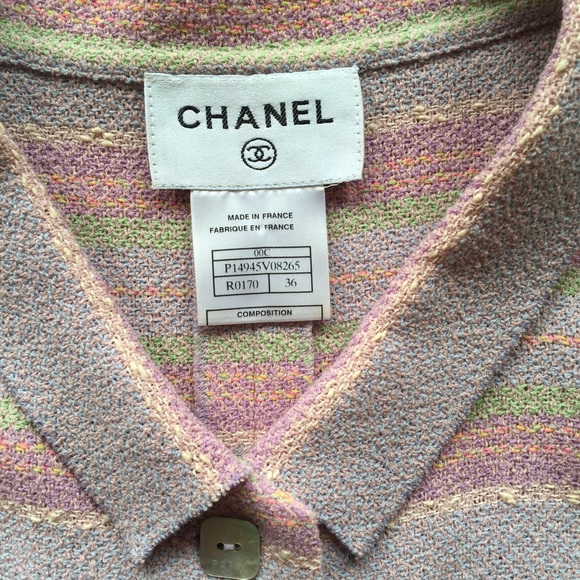 CHANEL
MADE IN FRANCE
FABRIQUE EN FRANCE
00C
P14945V08265
R0170 36
COMPOSITION